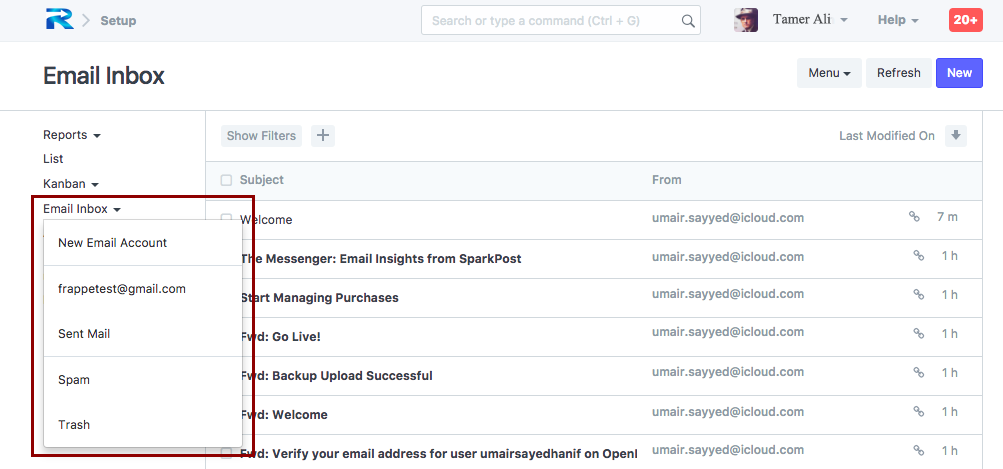 Setup
Search or type a command (Ctrl + G)
Tamer Ali
Help
20+
Email Inbox
Menu
Refresh
New
Reports
List
Kanban
Email Inbox
New Email Account
frappetest@gmail.com
Sent Mail
Spam
Trash
Show Filters
Last Modified On
Subject From
Welcome umair.sayyed@icloud.com 7 m
The Messenger: Email Insights from SparkPost umair.sayyed@icloud.com 1 h
Start Managing Purchases umair.sayyed@icloud.com 1 h
Fwd: Go Live! umair.sayyed@icloud.com 1 h
Fwd: Backup Upload Successful umair.sayyed@icloud.com 1 h
Fwd: Welcome umair.sayyed@icloud.com 1 h
Fwd: Verify your email address for user umairsayedhanif on Open umair.sayyed@icloud.com 1 h